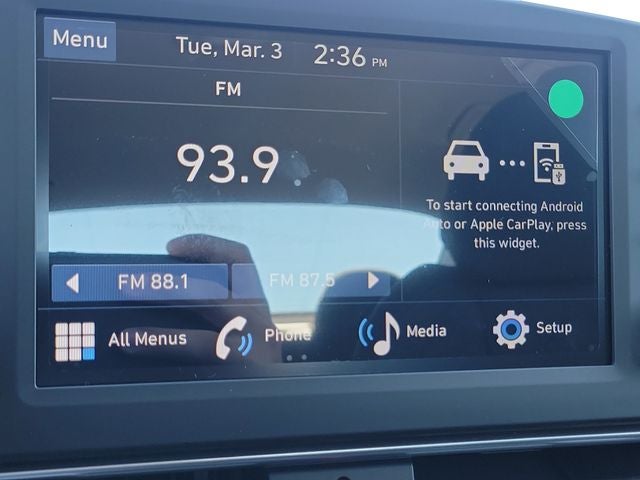 Menu
Tue, Mar. 3
2:36 PM
FM
93.9
FM 88.1
FM 87.5
To start connecting Android
Auto or Apple CarPlay, press
this widget.
All Menus
Phone
Media
Setup